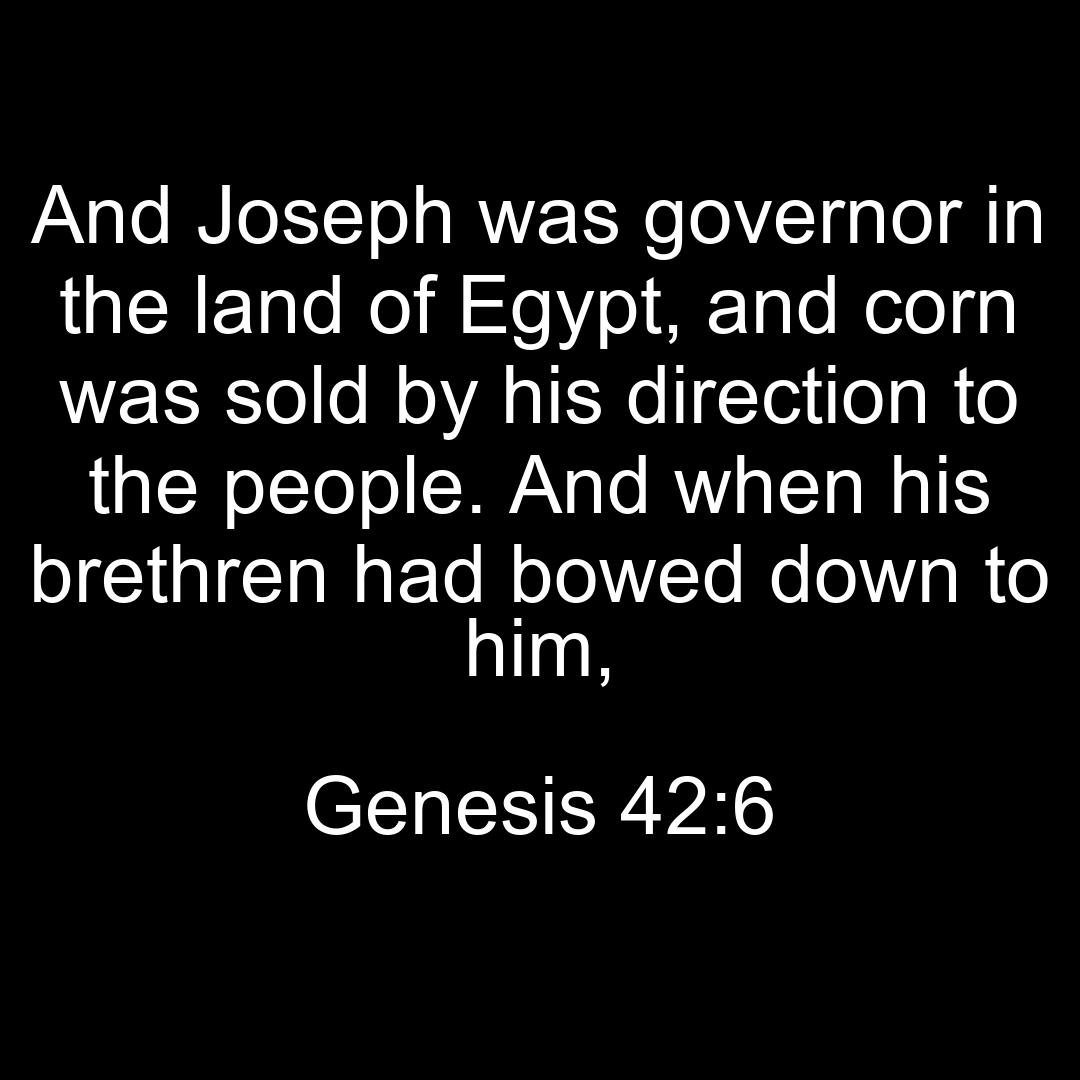 And Joseph was governor in
the land of Egypt, and corn
was sold by his direction to
the people. And when his
brethren had bowed down to
him,
Genesis 42:6